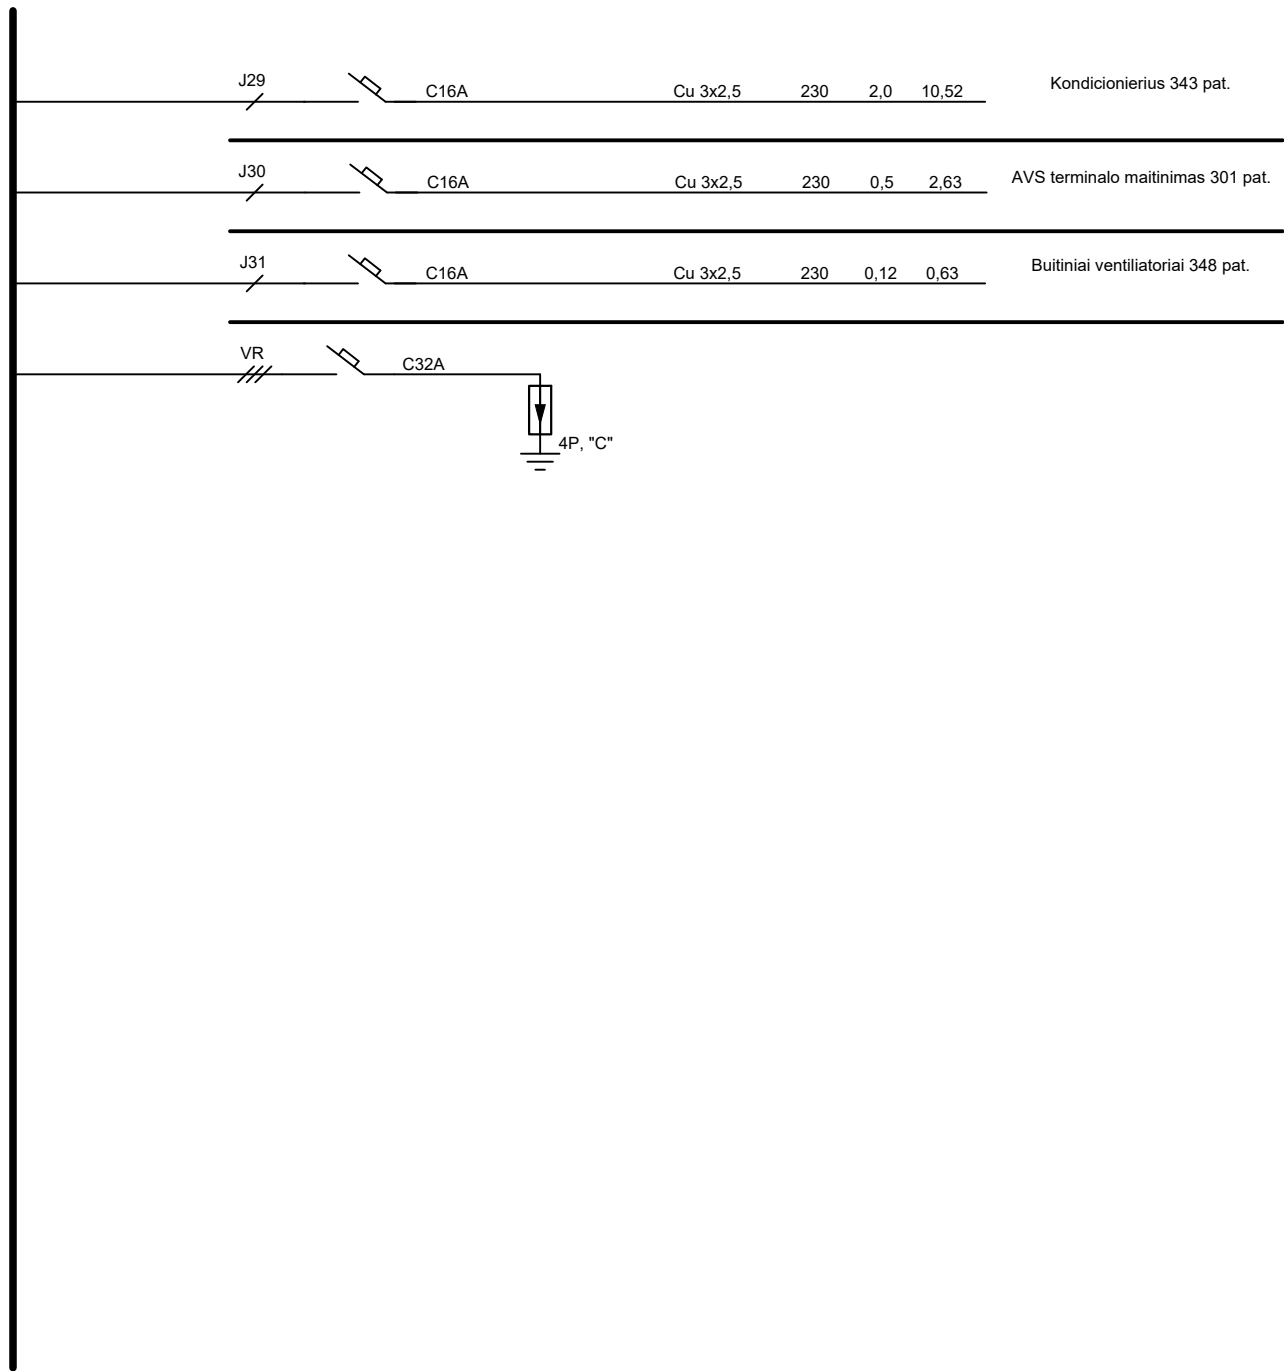 J29 C16A Cu 3x2,5 230 2,0 10,52 Kondicionierius 343 pat.
J30 C16A Cu 3x2,5 230 0,5 2,63 AVS terminalo maitinimas 301 pat.
J31 C16A Cu 3x2,5 230 0,12 0,63 Buitiniai ventiliatoriai 348 pat.
VR C32A
4P, "C"